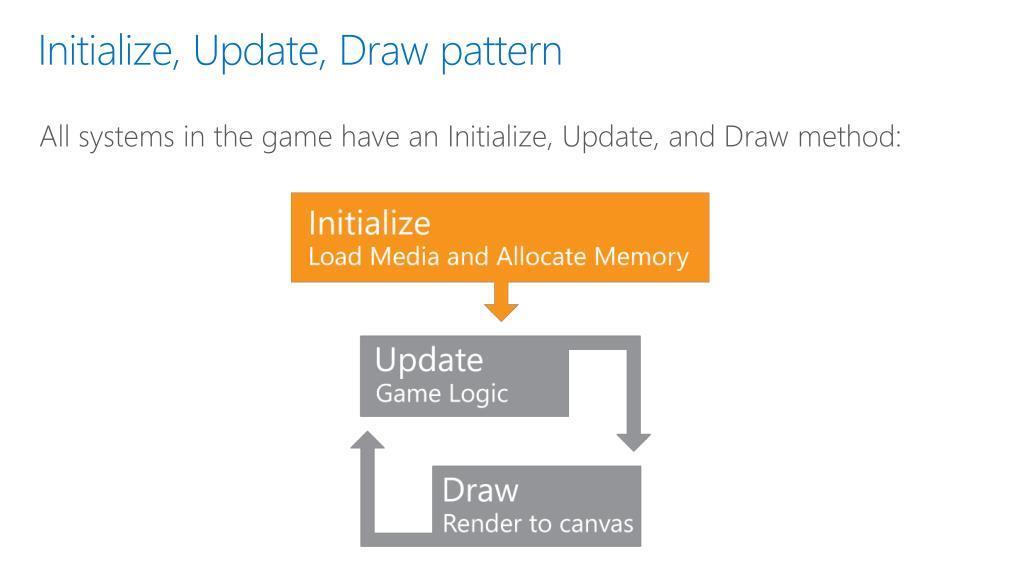 Initialize, Update, Draw pattern
All systems in the game have an Initialize, Update, and Draw method:
Initialize
Load Media and Allocate Memory
Update
Game Logic
Draw
Render to canvas